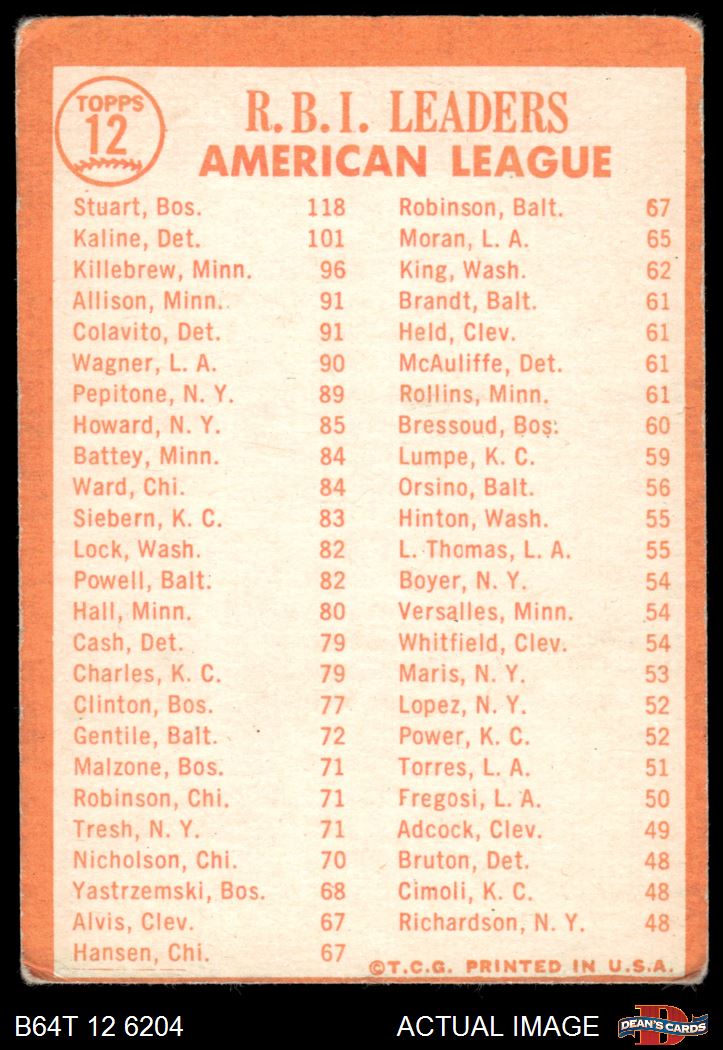 TOPPS
12
R.B.I. LEADERS
AMERICAN LEAGUE
Stuart, Bos. 118
Kaline, Det. 101
Killebrew, Minn. 96
Allison, Minn. 91
Colavito, Det. 91
Wagner, L. A. 90
Pepitone, N. Y. 89
Howard, N. Y. 85
Battey, Minn. 84
Ward, Chi. 84
Siebern, K. C. 83
Lock, Wash. 82
Powell, Balt. 82
Hall, Minn. 80
Cash, Det. 79
Charles, K. C. 79
Clinton, Bos. 77
Gentile, Balt. 72
Malzone, Bos. 71
Robinson, Chi. 71
Tresh, N. Y. 71
Nicholson, Chi. 70
Yastrzemski, Bos. 68
Alvis, Clev. 67
Hansen, Chi. 67
Robinson, Balt. 67
Moran, L. A. 65
King, Wash. 62
Brandt, Balt. 61
Held, Clev. 61
McAuliffe, Det. 61
Rollins, Minn. 61
Bressoud, Bos. 60
Lumpe, K. C. 59
Orsino, Balt. 56
Hinton, Wash. 55
L. Thomas, L. A. 55
Boyer, N. Y. 54
Versalles, Minn. 54
Whitfield, Clev. 54
Maris, N. Y. 53
Lopez, N. Y. 52
Power, K. C. 52
Torres, L. A. 51
Fregosi, L. A. 50
Adcock, Clev. 49
Bruton, Det. 48
Cimoli, K. C. 48
Richardson, N. Y. 48
©T.C.G. PRINTED IN U.S.A.
B64T 12 6204 ACTUAL IMAGE
DEAN'S CARDS